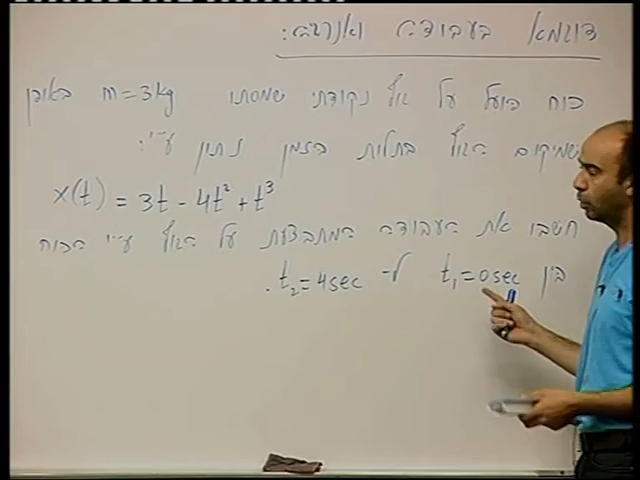 דוגמא בעבודה ואנרגיה:
כוח פועל על גוף נקודתי שמסתו m=3kg באופן
שמיקום הגוף כתלות בזמן נתון ע"י:
x(t) = 3t - 4t² + t³
חשבו את העבודה המתבצעת על הגוף ע"י הכוח
בין t₁=0sec ל- t₂=4sec.